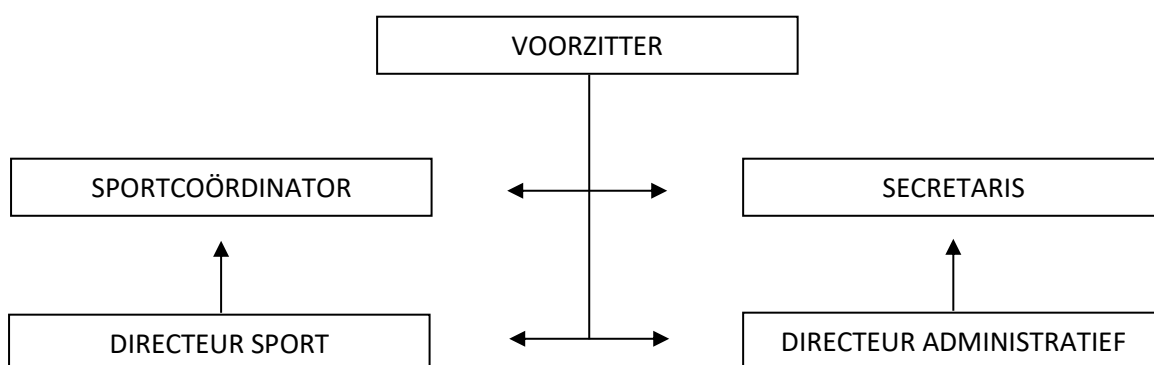 VOORZITTER
SPORTCOÖRDINATOR
SECRETARIS
DIRECTEUR SPORT
DIRECTEUR ADMINISTRATIEF